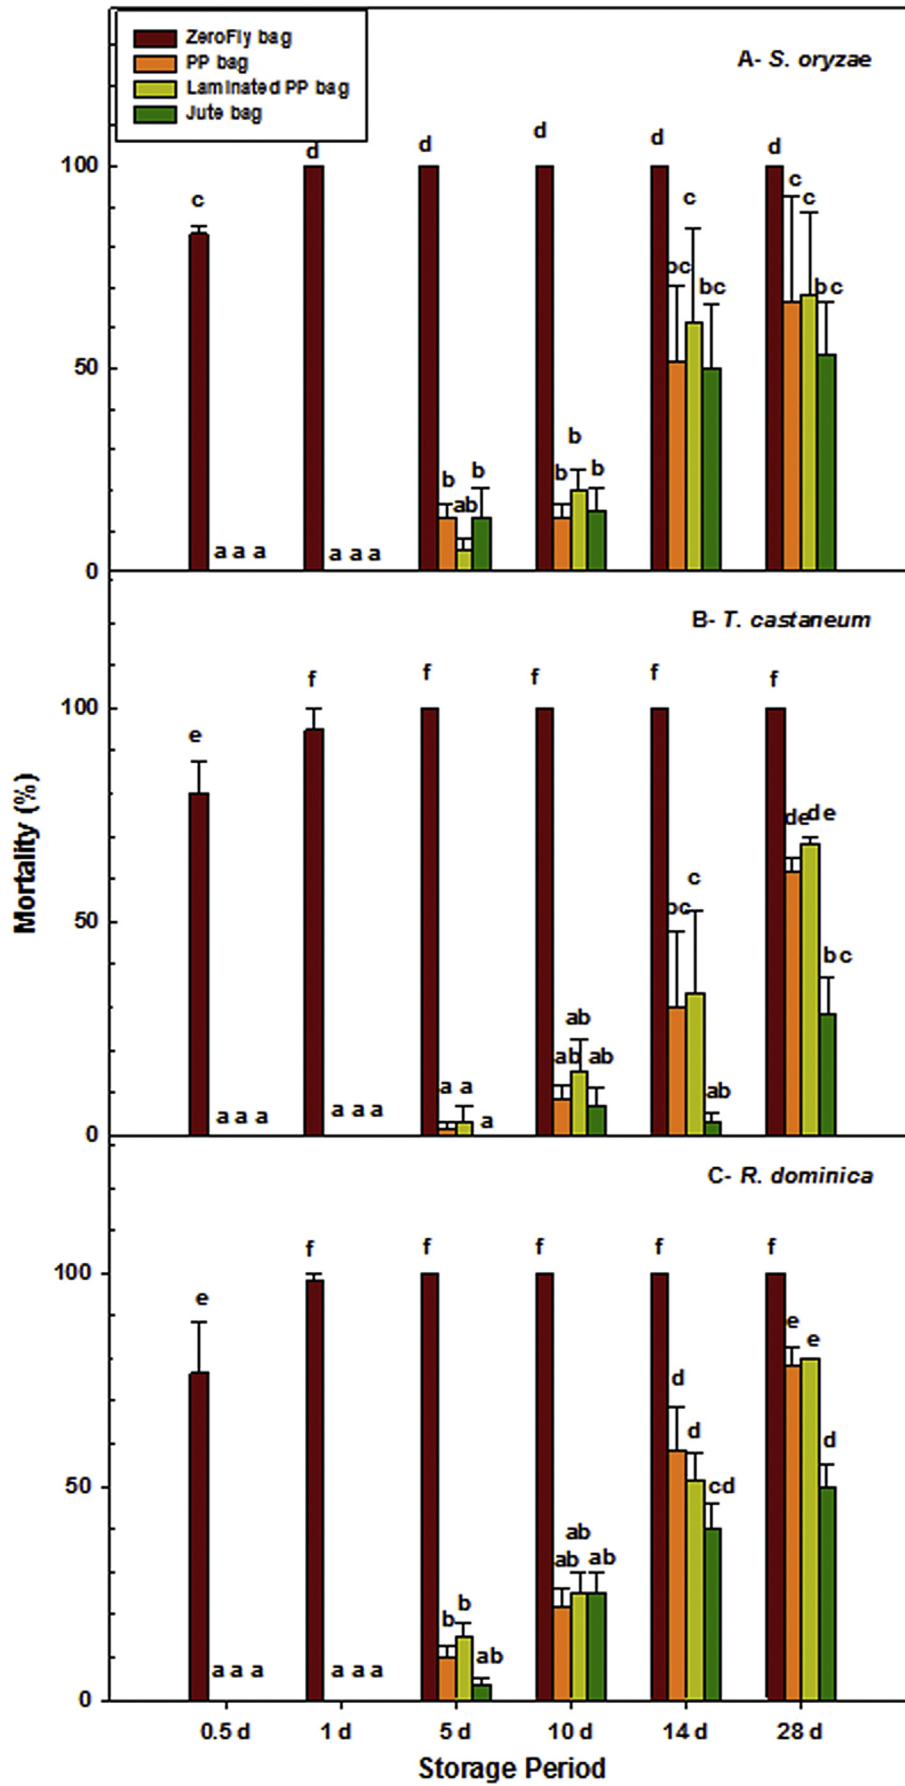 ZeroFly bag
PP bag
Laminated PP bag
Jute bag
A- S. oryzae
d d d d d d
100
c c c c
bc bc bc
50
b b b b b
ab
a a a a a a
0
B- T. castaneum
f f f f f
100
e
de de
c
bc
50
bc
ab
ab ab ab
a a a a a a a a a
0
Mortality (%)
C- R. dominica
f f f f f
100
e e e
d d d
50
cd
ab ab ab
b b
ab
a a a a a a
0
0.5 d 1 d 5 d 10 d 14 d 28 d
Storage Period